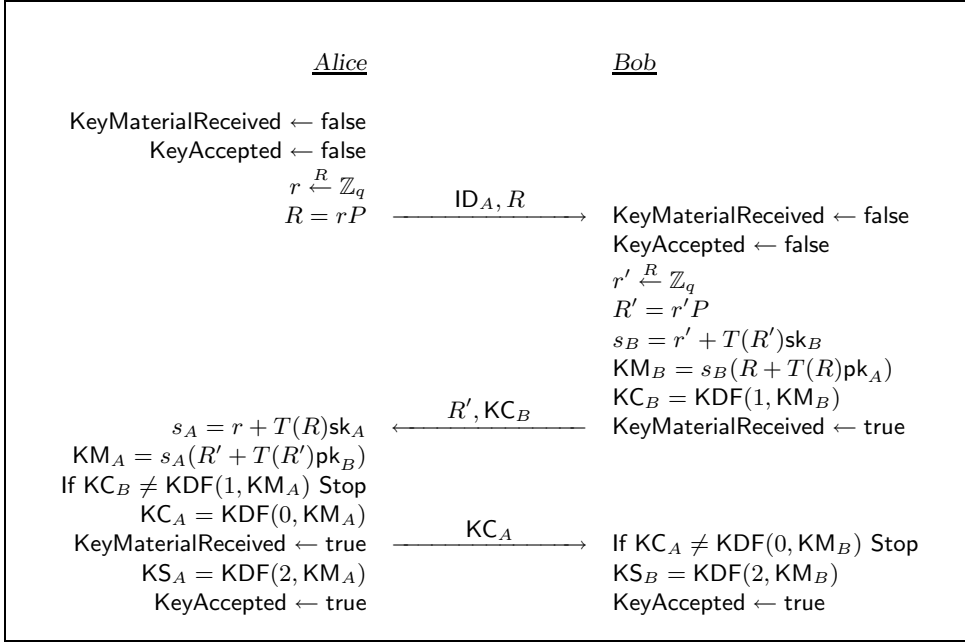 Alice Bob
KeyMaterialReceived ← false
KeyAccepted ← false
r ←R ℤq
R = rP ID_A, R KeyMaterialReceived ← false
KeyAccepted ← false
r′ ←R ℤq
R′ = r′P
s_B = r′ + T(R′)sk_B
KM_B = s_B(R + T(R)pk_A)
KC_B = KDF(1, KM_B)
s_A = r + T(R)sk_A R′, KC_B KeyMaterialReceived ← true
KM_A = s_A(R′ + T(R′)pk_B)
If KC_B ≠ KDF(1, KM_A) Stop
KC_A = KDF(0, KM_A)
KeyMaterialReceived ← true KC_A If KC_A ≠ KDF(0, KM_B) Stop
KS_A = KDF(2, KM_A) KS_B = KDF(2, KM_B)
KeyAccepted ← true KeyAccepted ← true